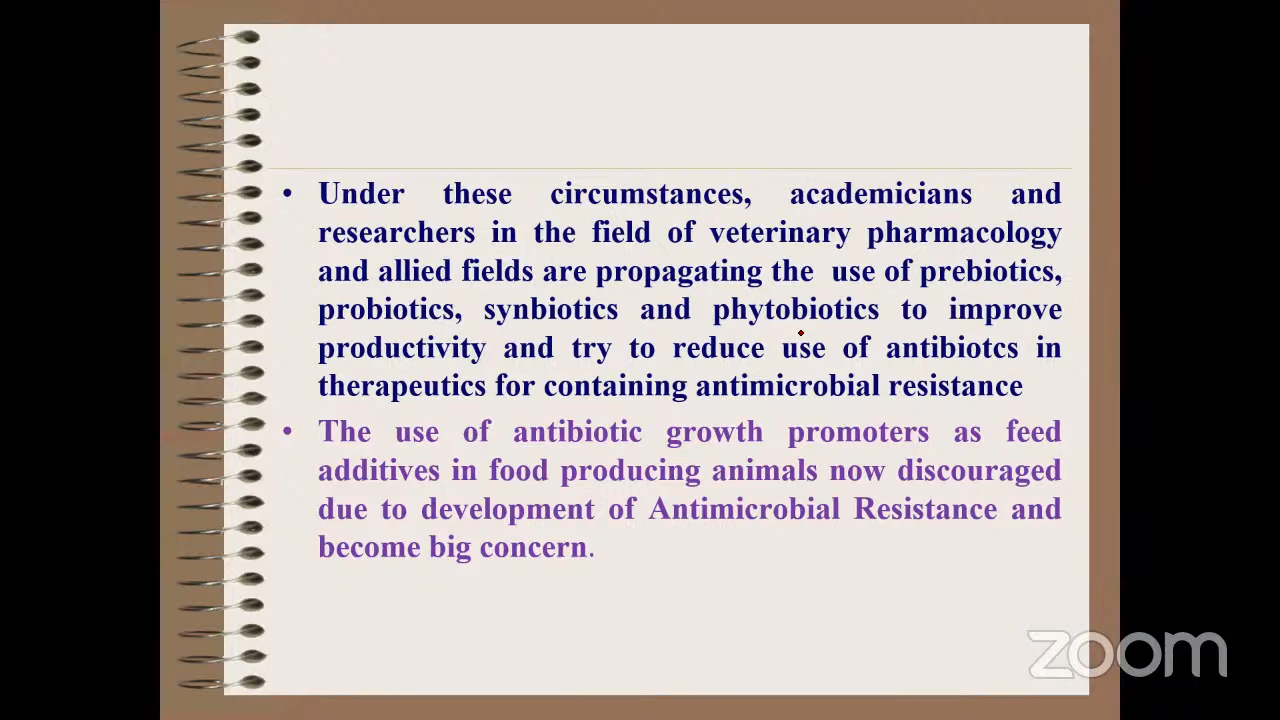 • Under these circumstances, academicians and
researchers in the field of veterinary pharmacology
and allied fields are propagating the use of prebiotics,
probiotics, synbiotics and phytobiotics to improve
productivity and try to reduce use of antibiotcs in
therapeutics for containing antimicrobial resistance
• The use of antibiotic growth promoters as feed
additives in food producing animals now discouraged
due to development of Antimicrobial Resistance and
become big concern.
zoom